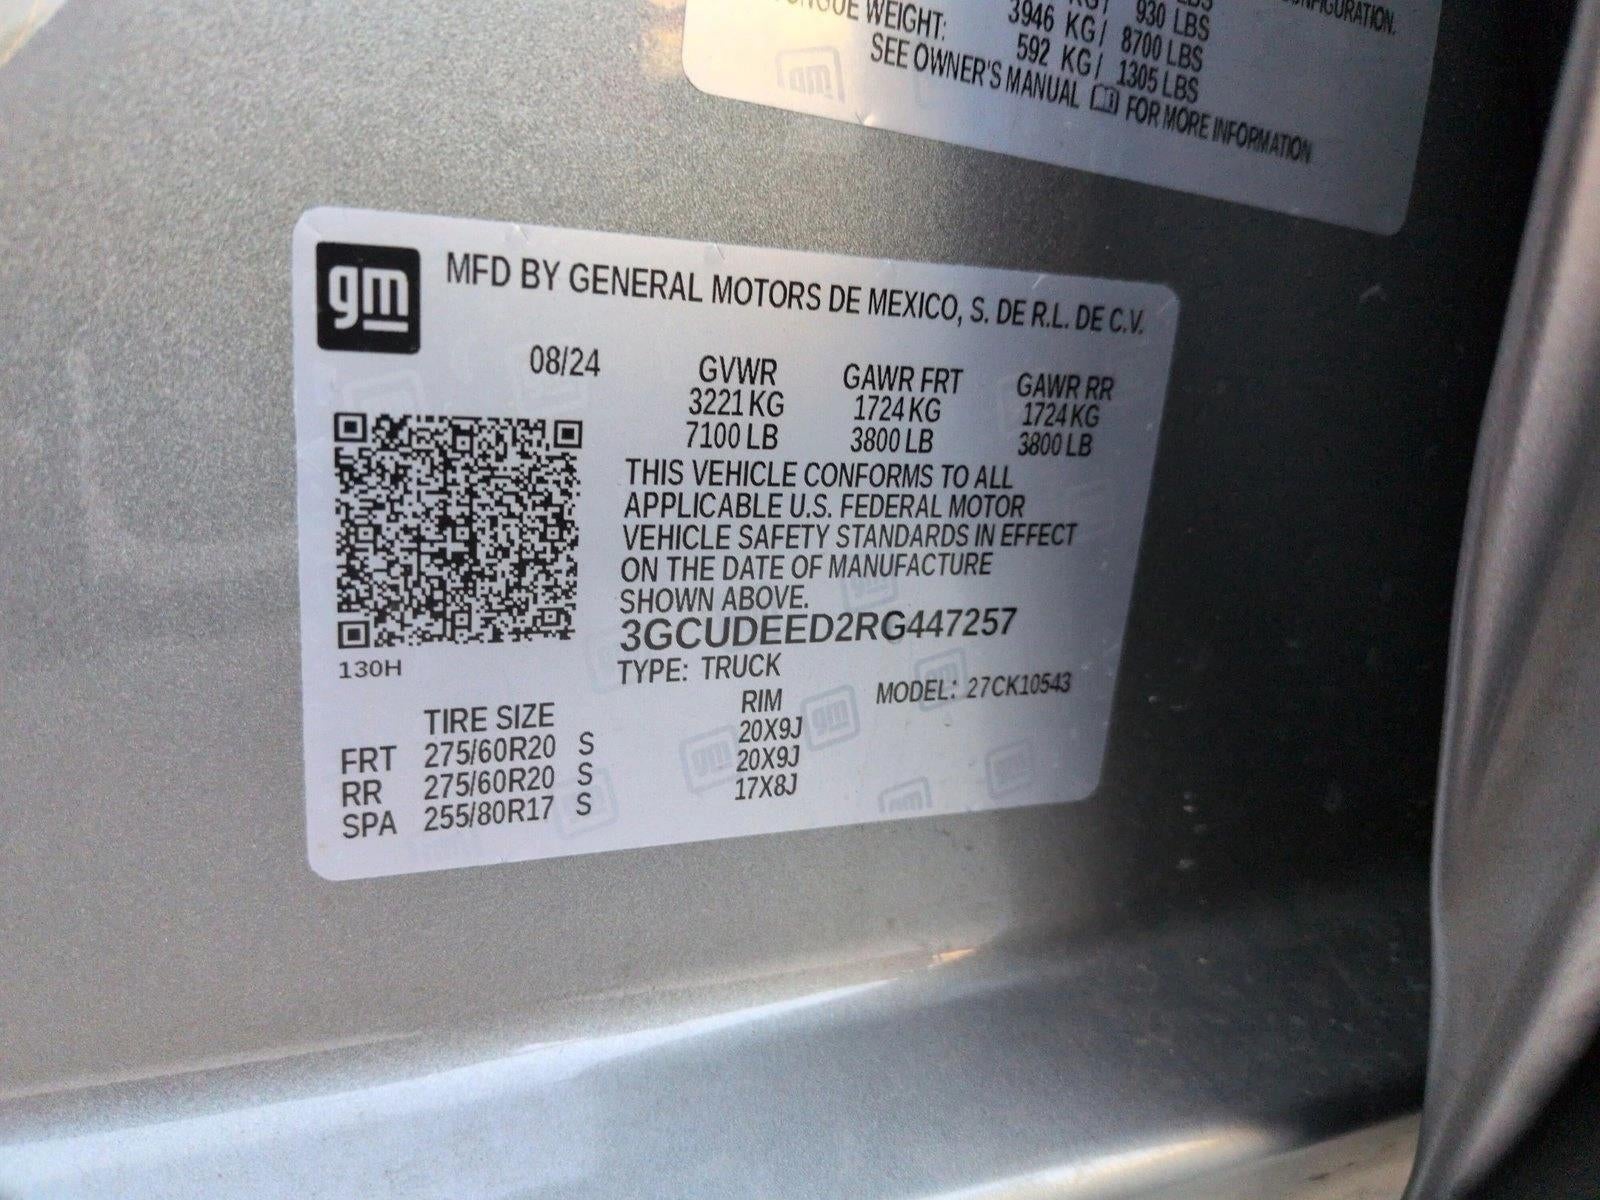 930 LBS
WEIGHT: 3946 KG/ 8700 LBS
592 KG/ 1305 LBS
SEE OWNER'S MANUAL FOR MORE INFORMATION
gm
MFD BY GENERAL MOTORS DE MEXICO, S. DE R.L. DE C.V.
08/24 GVWR GAWR FRT GAWR RR
3221 KG 1724 KG 1724 KG
7100 LB 3800 LB 3800 LB
THIS VEHICLE CONFORMS TO ALL
APPLICABLE U.S. FEDERAL MOTOR
VEHICLE SAFETY STANDARDS IN EFFECT
ON THE DATE OF MANUFACTURE
SHOWN ABOVE.
3GCUDEED2RG447257
130H
TYPE: TRUCK MODEL: 27CK10543
TIRE SIZE RIM
FRT 275/60R20 S 20X9J
RR 275/60R20 S 20X9J
SPA 255/80R17 S 17X8J